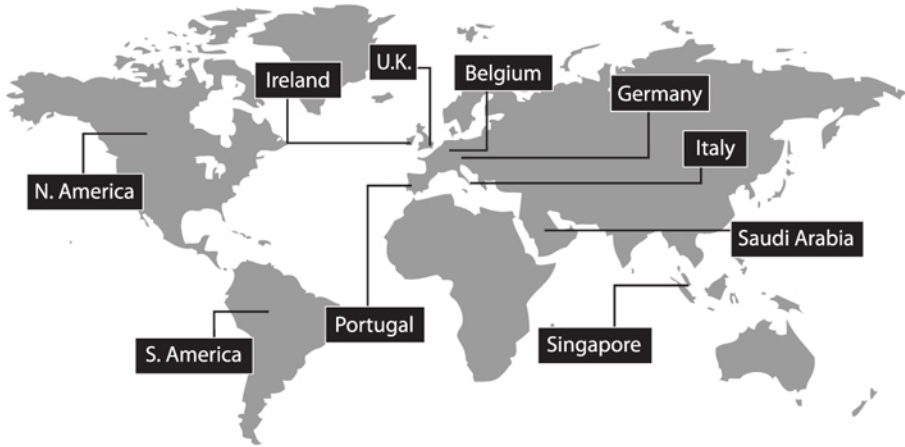 U.K.
Belgium
Ireland
Germany
Italy
N. America
Saudi Arabia
Portugal
Singapore
S. America